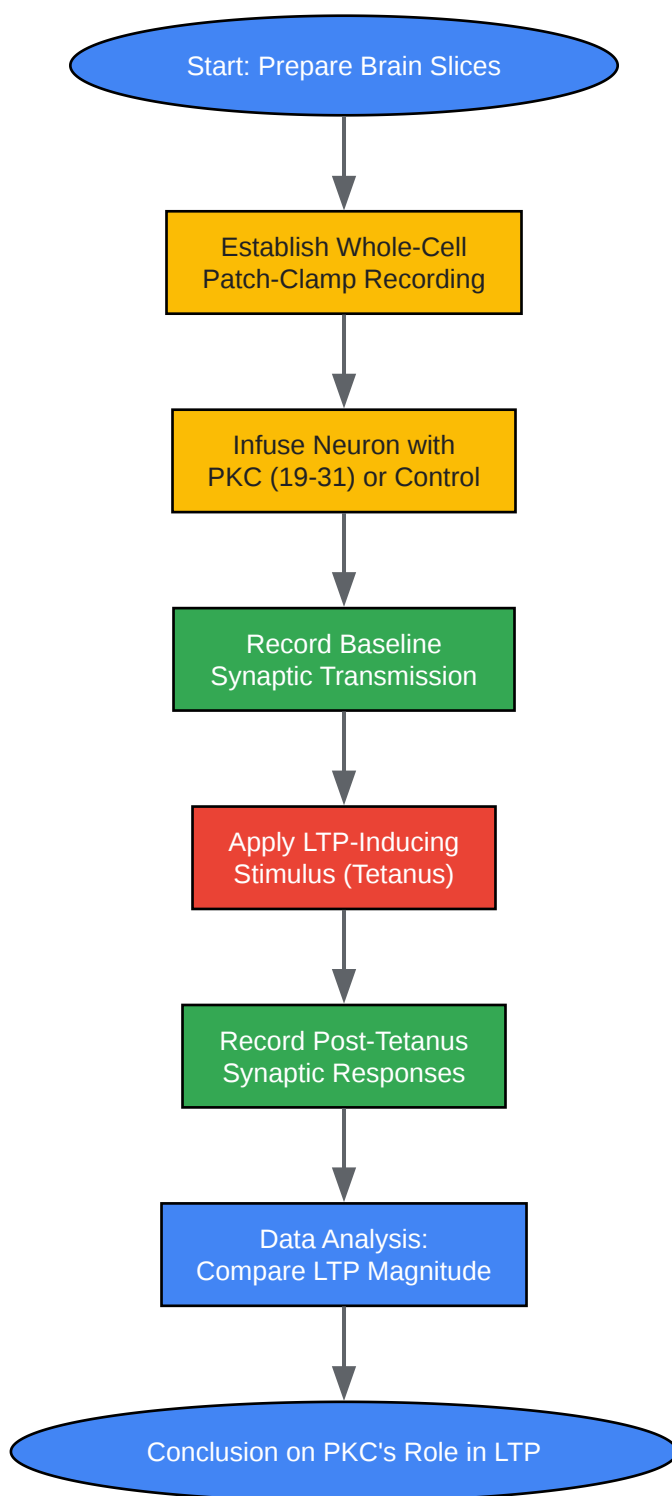 Start: Prepare Brain Slices
Establish Whole-Cell
Patch-Clamp Recording
Infuse Neuron with
PKC (19-31) or Control
Record Baseline
Synaptic Transmission
Apply LTP-Inducing
Stimulus (Tetanus)
Record Post-Tetanus
Synaptic Responses
Data Analysis:
Compare LTP Magnitude
Conclusion on PKC's Role in LTP